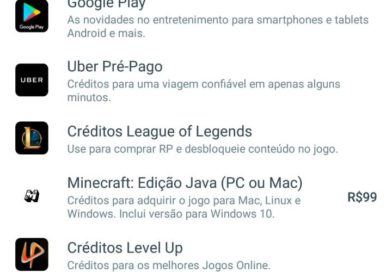 Google Play
As novidades no entretenimento para smartphones e tablets
Android e mais.
UBER
Uber Pré-Pago
Créditos para uma viagem confiável em apenas alguns
minutos.
L
Créditos League of Legends
Use para comprar RP e desbloqueie conteúdo no jogo.
Minecraft: Edição Java (PC ou Mac)
R$99
Créditos para adquirir o jogo para Mac, Linux e
Windows. Inclui versão para Windows 10.
Créditos Level Up
Créditos para os melhores Jogos Online.